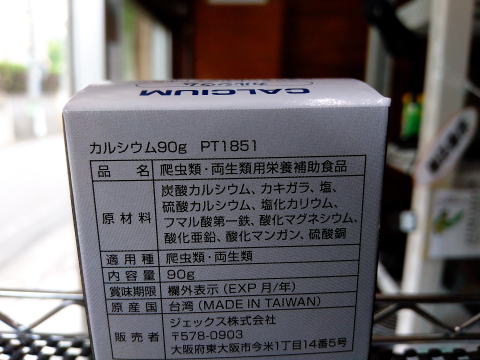 CALCIUM
カルシウム
カルシウム90g PT1851
品名 爬虫類・両生類用栄養補助食品
原材料 炭酸カルシウム、カキガラ、塩、
硫酸カルシウム、塩化カリウム、
フマル酸第一鉄、酸化マグネシウム、
酸化亜鉛、酸化マンガン、硫酸銅
適用種 爬虫類・両生類
内容量 90g
賞味期限 欄外表示(EXP 月/年)
原産国 台湾(MADE IN TAIWAN)
販売者 ジェックス株式会社
〒578-0903
大阪府東大阪市今米1丁目14番5号